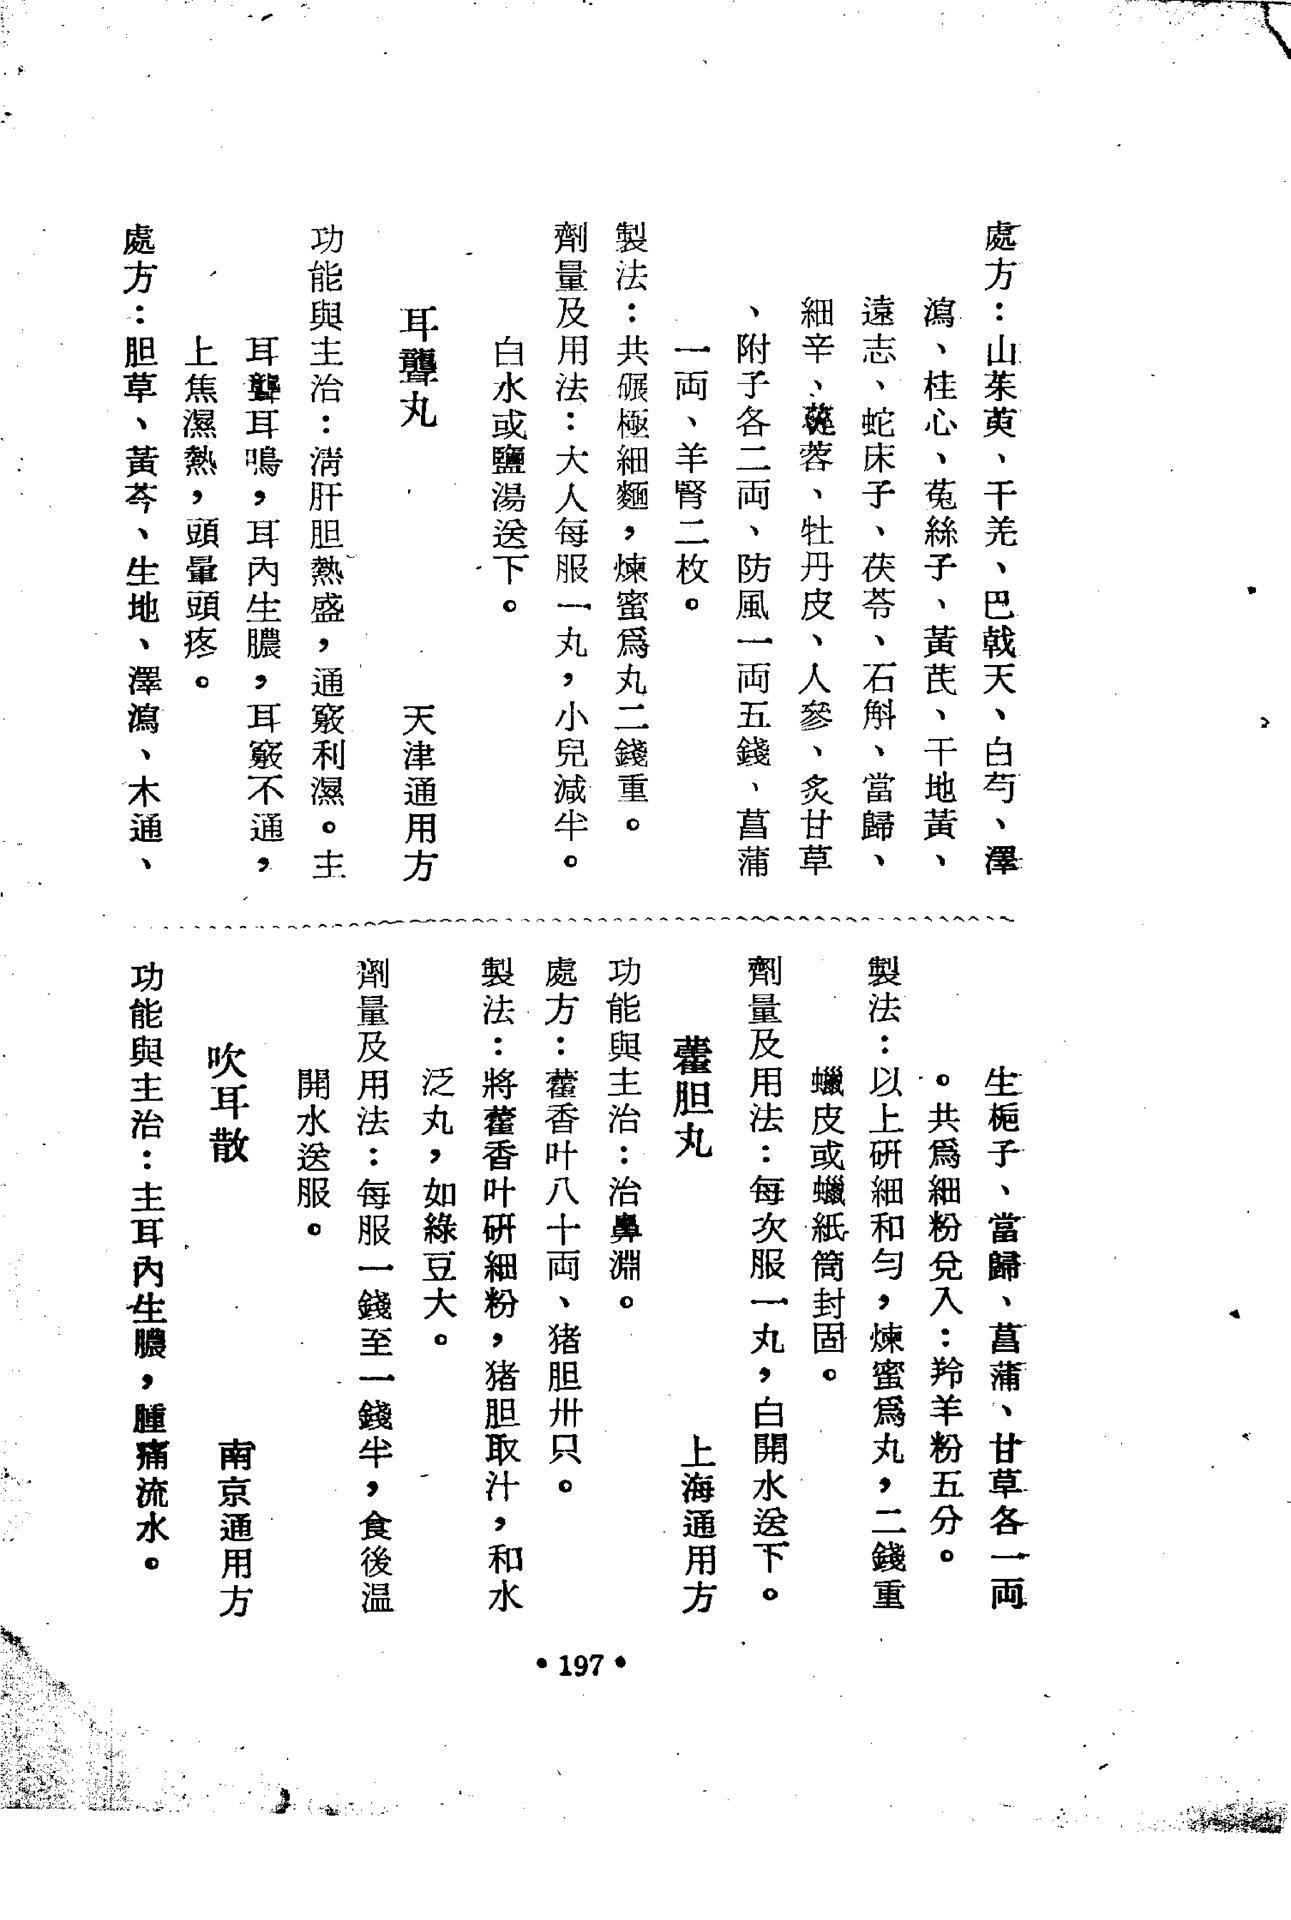 處方：山茱萸、干羌、巴戟天、白芍、澤
瀉、桂心、菟絲子、黃芪、干地黃、
遠志、蛇床子、茯苓、石斛、當歸、
細辛、蓯蓉、牡丹皮、人參、炙甘草
、附子各二両、防風一両五錢、菖蒲
一両、羊腎二枚。
製法：共碾極細麵，煉蜜爲丸二錢重。
劑量及用法：大人每服一丸，小兒減半。
白水或鹽湯送下。
耳聾丸　天津通用方
功能與主治：清肝胆熱盛，通竅利濕。主
耳聾耳鳴，耳內生膿，耳竅不通，
上焦濕熱，頭暈頭疼。
處方：胆草、黃芩、生地、澤瀉、木通、
生梔子、當歸、菖蒲、甘草各一両
。共爲細粉兌入：羚羊粉五分。
製法：以上研細和勻，煉蜜爲丸，二錢重
蠟皮或蠟紙筒封固。
劑量及用法：每次服一丸，白開水送下。
藿胆丸　上海通用方
功能與主治：治鼻淵。
處方：藿香叶八十両、猪胆卅只。
製法：將藿香叶研細粉，猪胆取汁，和水
泛丸，如綠豆大。
劑量及用法：每服一錢至一錢半，食後温
開水送服。
吹耳散　南京通用方
功能與主治：主耳內生膿，腫痛流水。
•197•